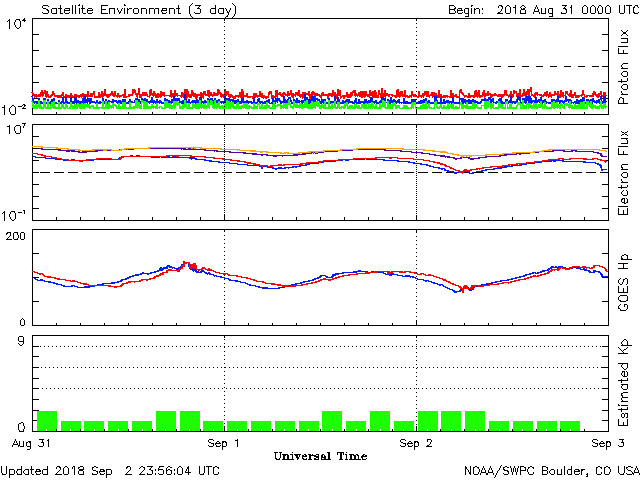 Satellite Environment (3 day) Begin: 2018 Aug 31 0000 UTC
10⁴
10⁻²
Proton Flux
10⁷
10⁻¹
Electron Flux
200
0
GOES Hp
9
0
Estimated Kp
Aug 31 Sep 1 Sep 2 Sep 3
Universal Time
Updated 2018 Sep 2 23:56:04 UTC NOAA/SWPC Boulder, CO USA